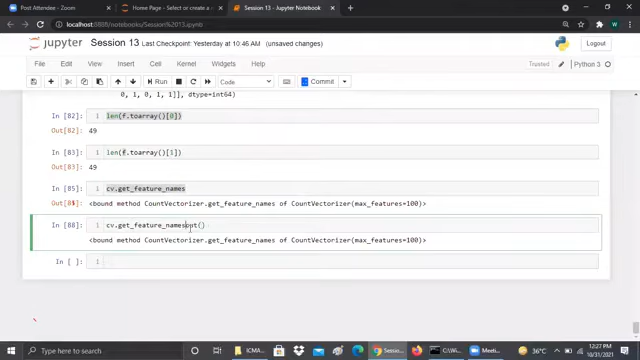 Post Attendee - Zoom
Home Page - Select or create a n
Session 13 - Jupyter Notebook
localhost:8888/notebooks/Session%2013.ipynb
jupyter
Session 13
Last Checkpoint: Yesterday at 10:46 AM
(unsaved changes)
Logout
File
Edit
View
Insert
Cell
Kernel
Widgets
Help
Trusted
Python 3
Run
Code
Commit
0, 1, 0, 1, 1]], dtype=int64)
In [82]
1 len(f.toarray()[0])
Out[82]: 49
In [83]
1 len(f.toarray()[1])
Out[83]: 49
In [85]
1 cv.get_feature_names
<bound method CountVectorizer.get_feature_names of CountVectorizer(max_features=100)>
In [88]
1 cv.get_feature_namesout()
<bound method CountVectorizer.get_feature_names of CountVectorizer(max_features=100)>
In [ ]
1
Type here to search
ICMA...
Sessi...
C:\Wi...
Meeti...
36°C
12:27 PM
10/31/2021